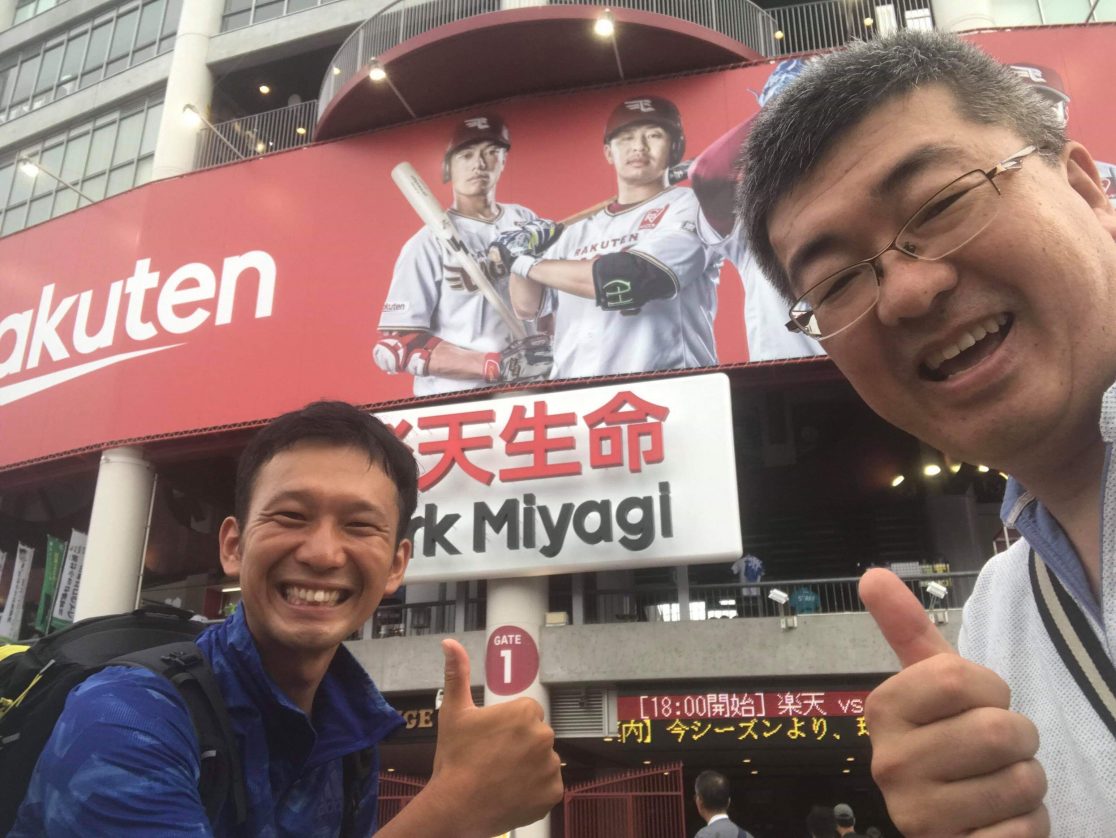 akuten
RAKUTEN
楽天生命
rk Miyagi
GATE
1
[18:00開始] 楽天 vs
内】今シーズンより、